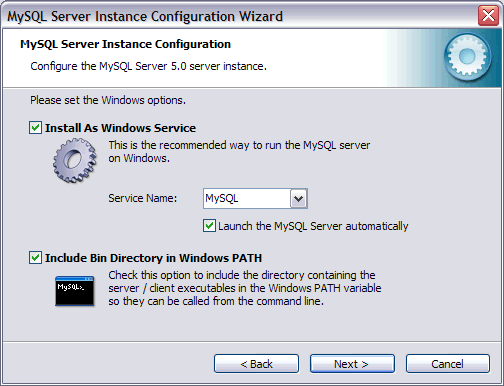 MySQL Server Instance Configuration Wizard
MySQL Server Instance Configuration
Configure the MySQL Server 5.0 server instance.
Please set the Windows options.
Install As Windows Service
This is the recommended way to run the MySQL server
on Windows.
Service Name:
MySQL
Launch the MySQL Server automatically
Include Bin Directory in Windows PATH
MySQL>_
Check this option to include the directory containing the
server / client executables in the Windows PATH variable
so they can be called from the command line.
< Back
Next >
Cancel